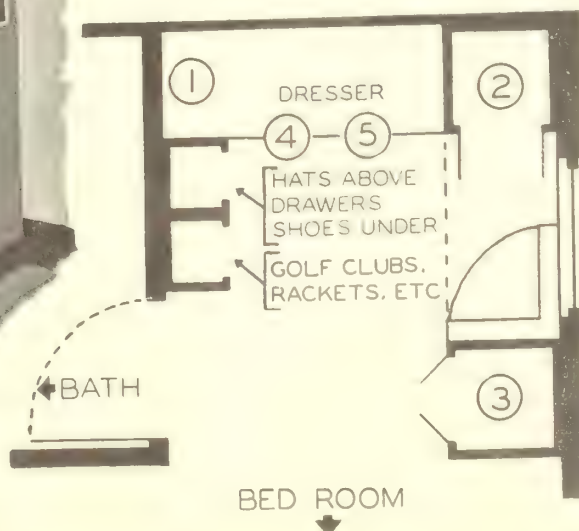 1
2
DRESSER
4 — 5
HATS ABOVE
DRAWERS
SHOES UNDER
GOLF CLUBS,
RACKETS, ETC
BATH
3
BED ROOM